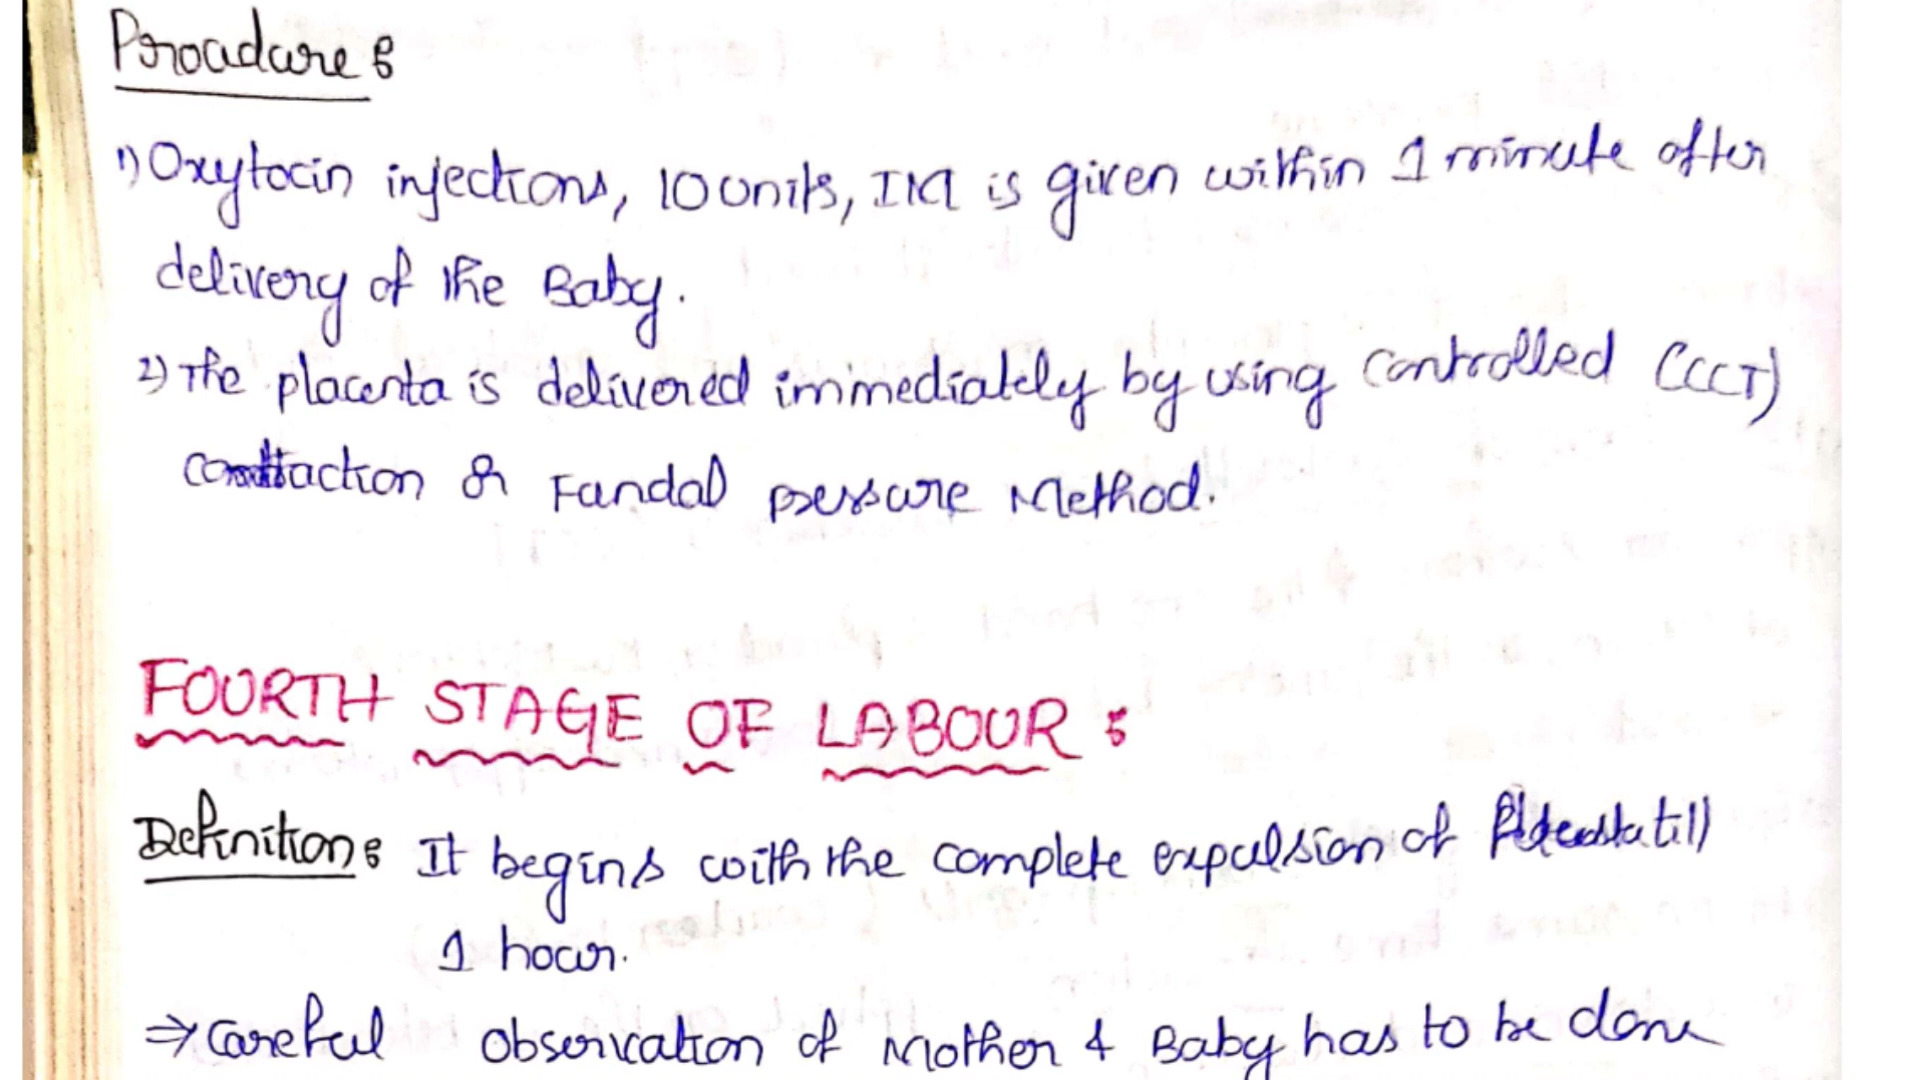 Procedure :
1) Oxytocin injections, 10 units, IM is given within 1 minute after
delivery of the Baby.
2) The placenta is delivered immediately by using controlled (CCT)
or Fundal pressure Method.
FOURTH STAGE OF LABOUR :
Definition : It begins with the complete expulsion of Placenta till
1 hour.
⇒ Careful observation of Mother & Baby has to be done